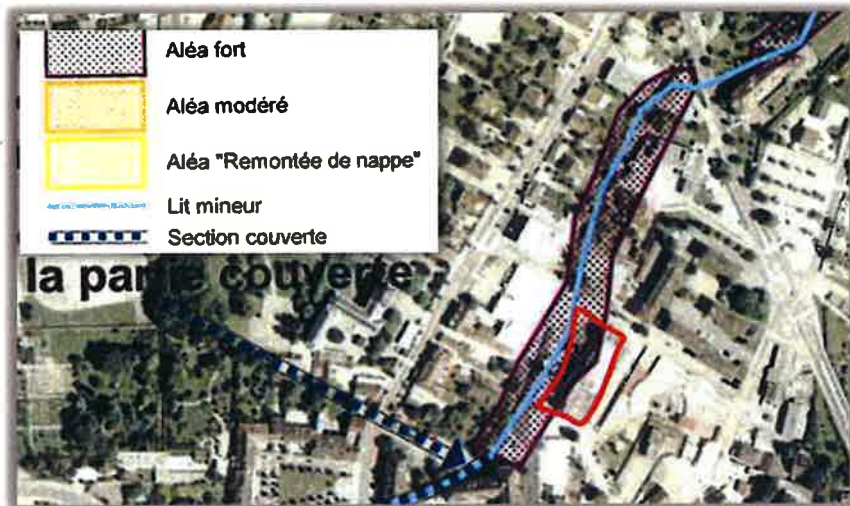 Aléa fort
Aléa modéré
Aléa "Remontée de nappe"
Lit mineur
Section couverte
la partie couverte